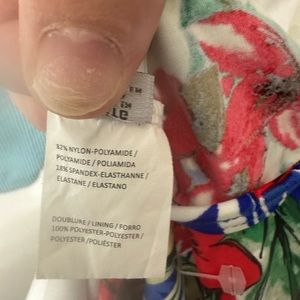 82% NYLON-POLYAMIDE /
POLYAMIDE / POLIAMIDA
18% SPANDEX-ELASTHANNE /
ELASTANE / ELASTANO
DOUBLURE / LINING / FORRO
100% POLYESTER-POLYESTER /
POLYESTER / POLIÉSTER